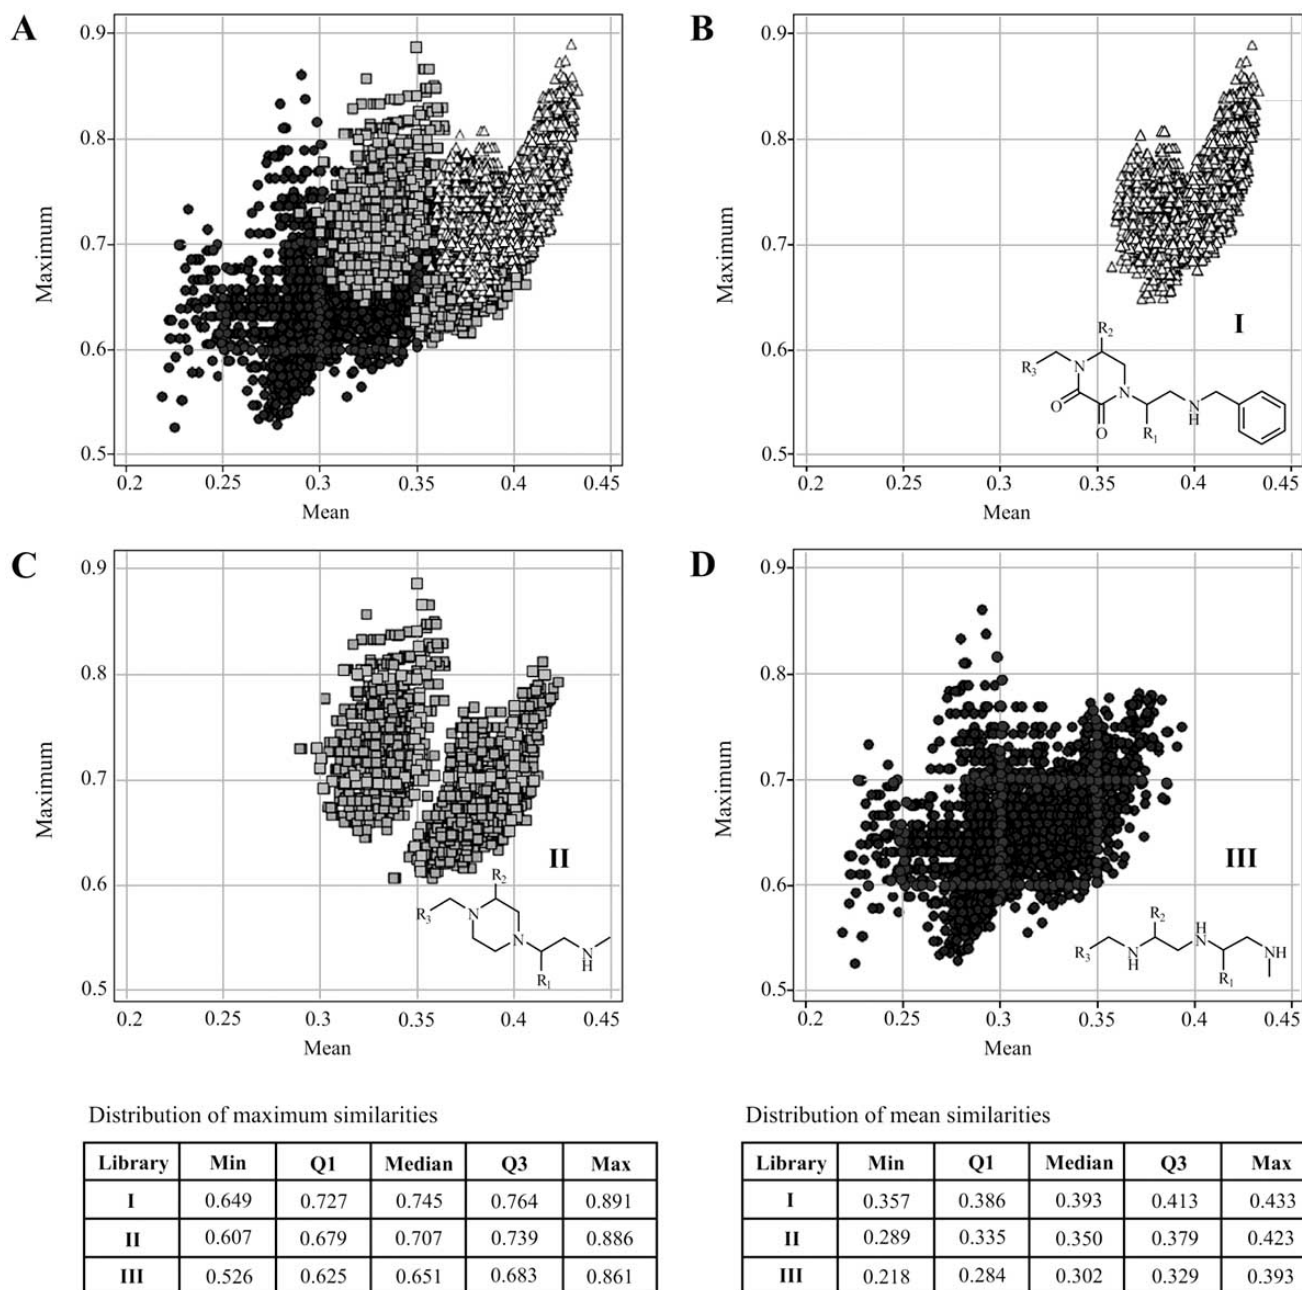 A
0.9
0.8
0.7
0.6
0.5
Maximum
0.2 0.25 0.3 0.35 0.4 0.45
Mean
B
0.9
0.8
0.7
0.6
0.5
Maximum
I
R2
R3
N
N
N
H
O
O
R1
0.2 0.25 0.3 0.35 0.4 0.45
Mean
C
0.9
0.8
0.7
0.6
0.5
Maximum
II
R2
R3
N
N
N
H
R1
0.2 0.25 0.3 0.35 0.4 0.45
Mean
D
0.9
0.8
0.7
0.6
0.5
Maximum
III
R2
H
N
R3
N
H
NH
R1
0.2 0.25 0.3 0.35 0.4 0.45
Mean
Distribution of maximum similarities
Library Min Q1 Median Q3 Max
I 0.649 0.727 0.745 0.764 0.891
II 0.607 0.679 0.707 0.739 0.886
III 0.526 0.625 0.651 0.683 0.861
Distribution of mean similarities
Library Min Q1 Median Q3 Max
I 0.357 0.386 0.393 0.413 0.433
II 0.289 0.335 0.350 0.379 0.423
III 0.218 0.284 0.302 0.329 0.393